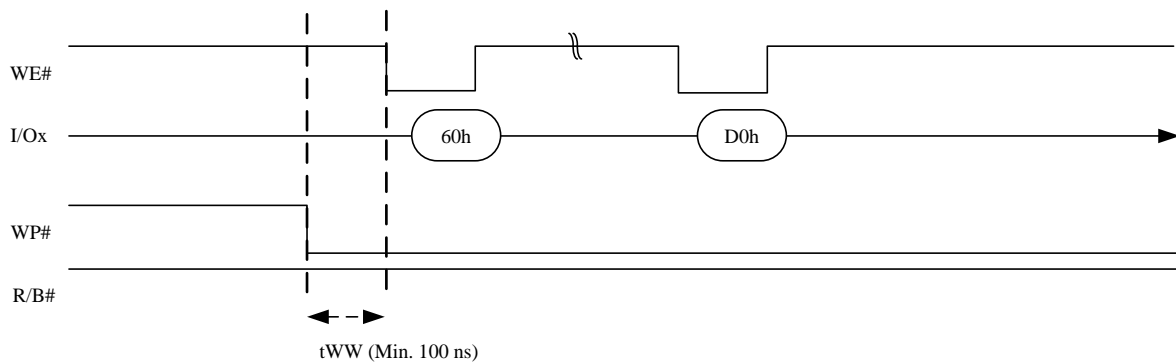 WE#
I/Ox
60h
D0h
WP#
R/B#
tWW (Min. 100 ns)